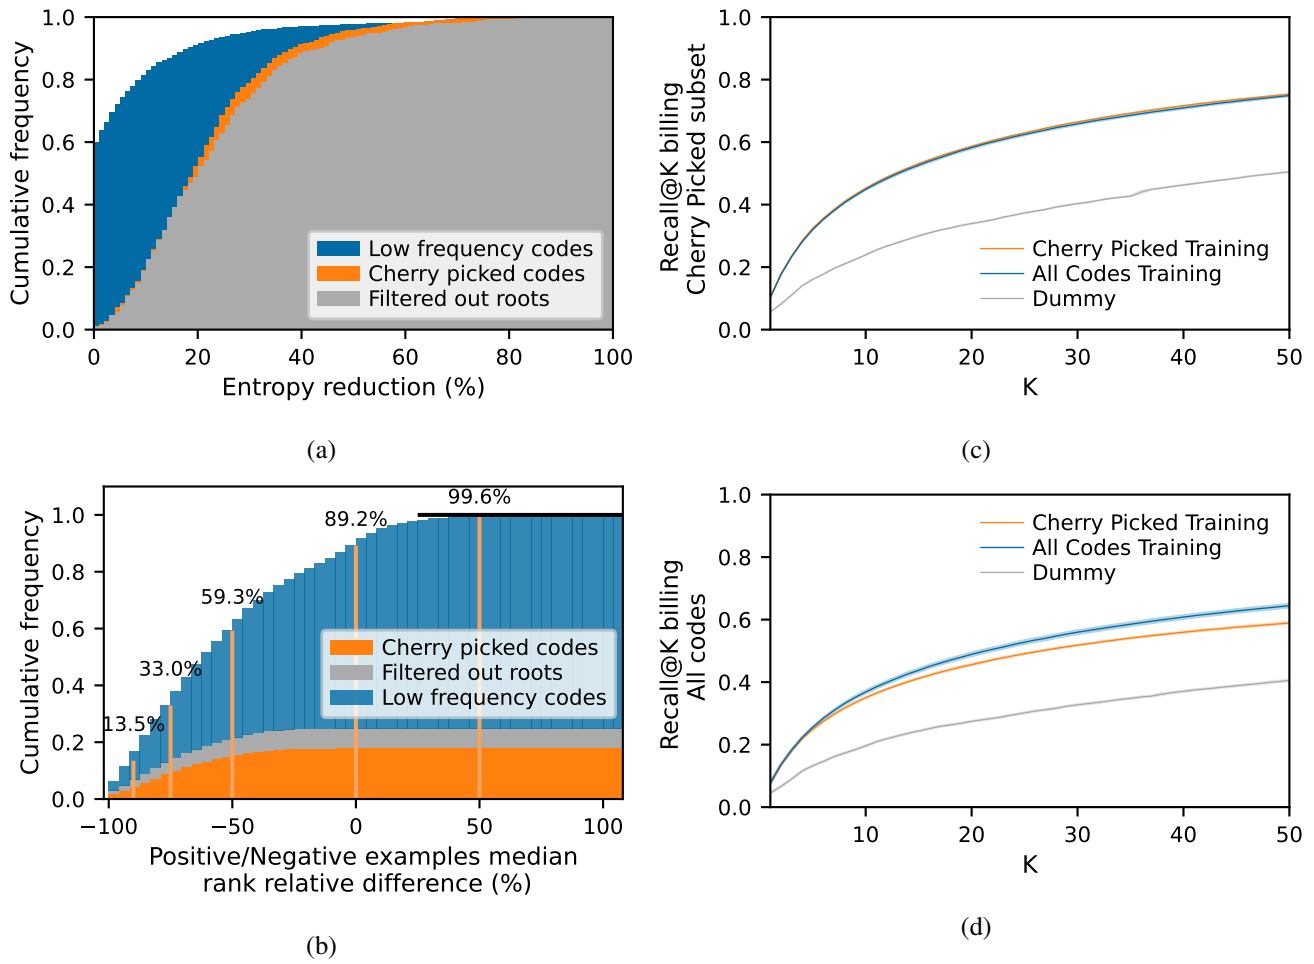 1.0
0.8
0.6
0.4
0.2
0.0
Cumulative frequency
Low frequency codes
Cherry picked codes
Filtered out roots
0 20 40 60 80 100
Entropy reduction (%)
(a)
1.0
0.8
0.6
0.4
0.2
0.0
Recall@K billing
Cherry Picked subset
Cherry Picked Training
All Codes Training
Dummy
10 20 30 40 50
K
(c)
1.0
0.8
0.6
0.4
0.2
0.0
Cumulative frequency
13.5%
33.0%
59.3%
89.2%
99.6%
Cherry picked codes
Filtered out roots
Low frequency codes
−100 −50 0 50 100
Positive/Negative examples median
rank relative difference (%)
(b)
1.0
0.8
0.6
0.4
0.2
0.0
Recall@K billing
All codes
Cherry Picked Training
All Codes Training
Dummy
10 20 30 40 50
K
(d)